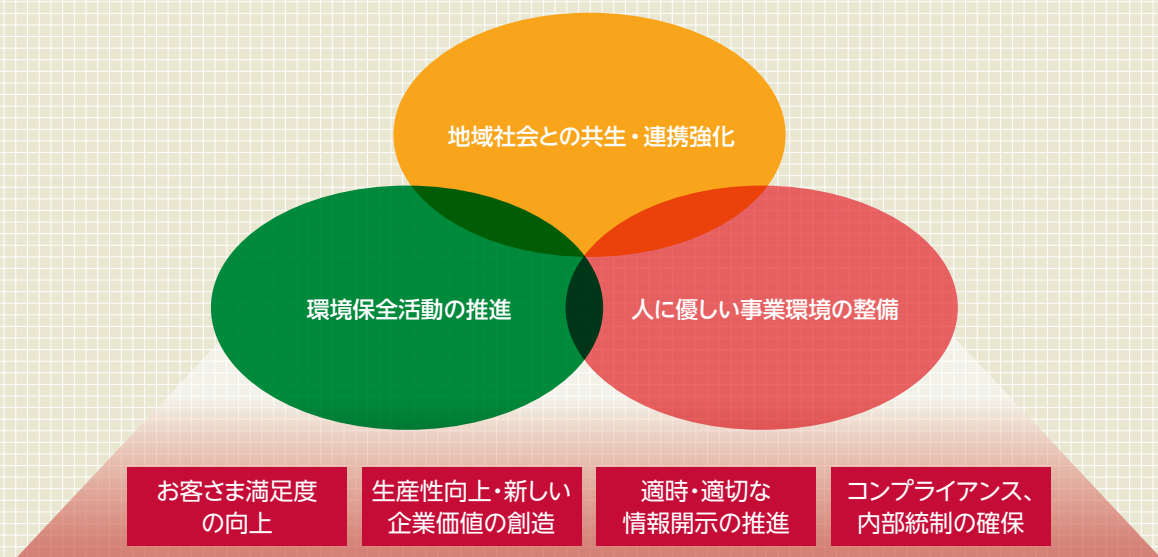 地域社会との共生・連携強化
環境保全活動の推進
人に優しい事業環境の整備
お客さま満足度
の向上
生産性向上・新しい
企業価値の創造
適時・適切な
情報開示の推進
コンプライアンス、
内部統制の確保